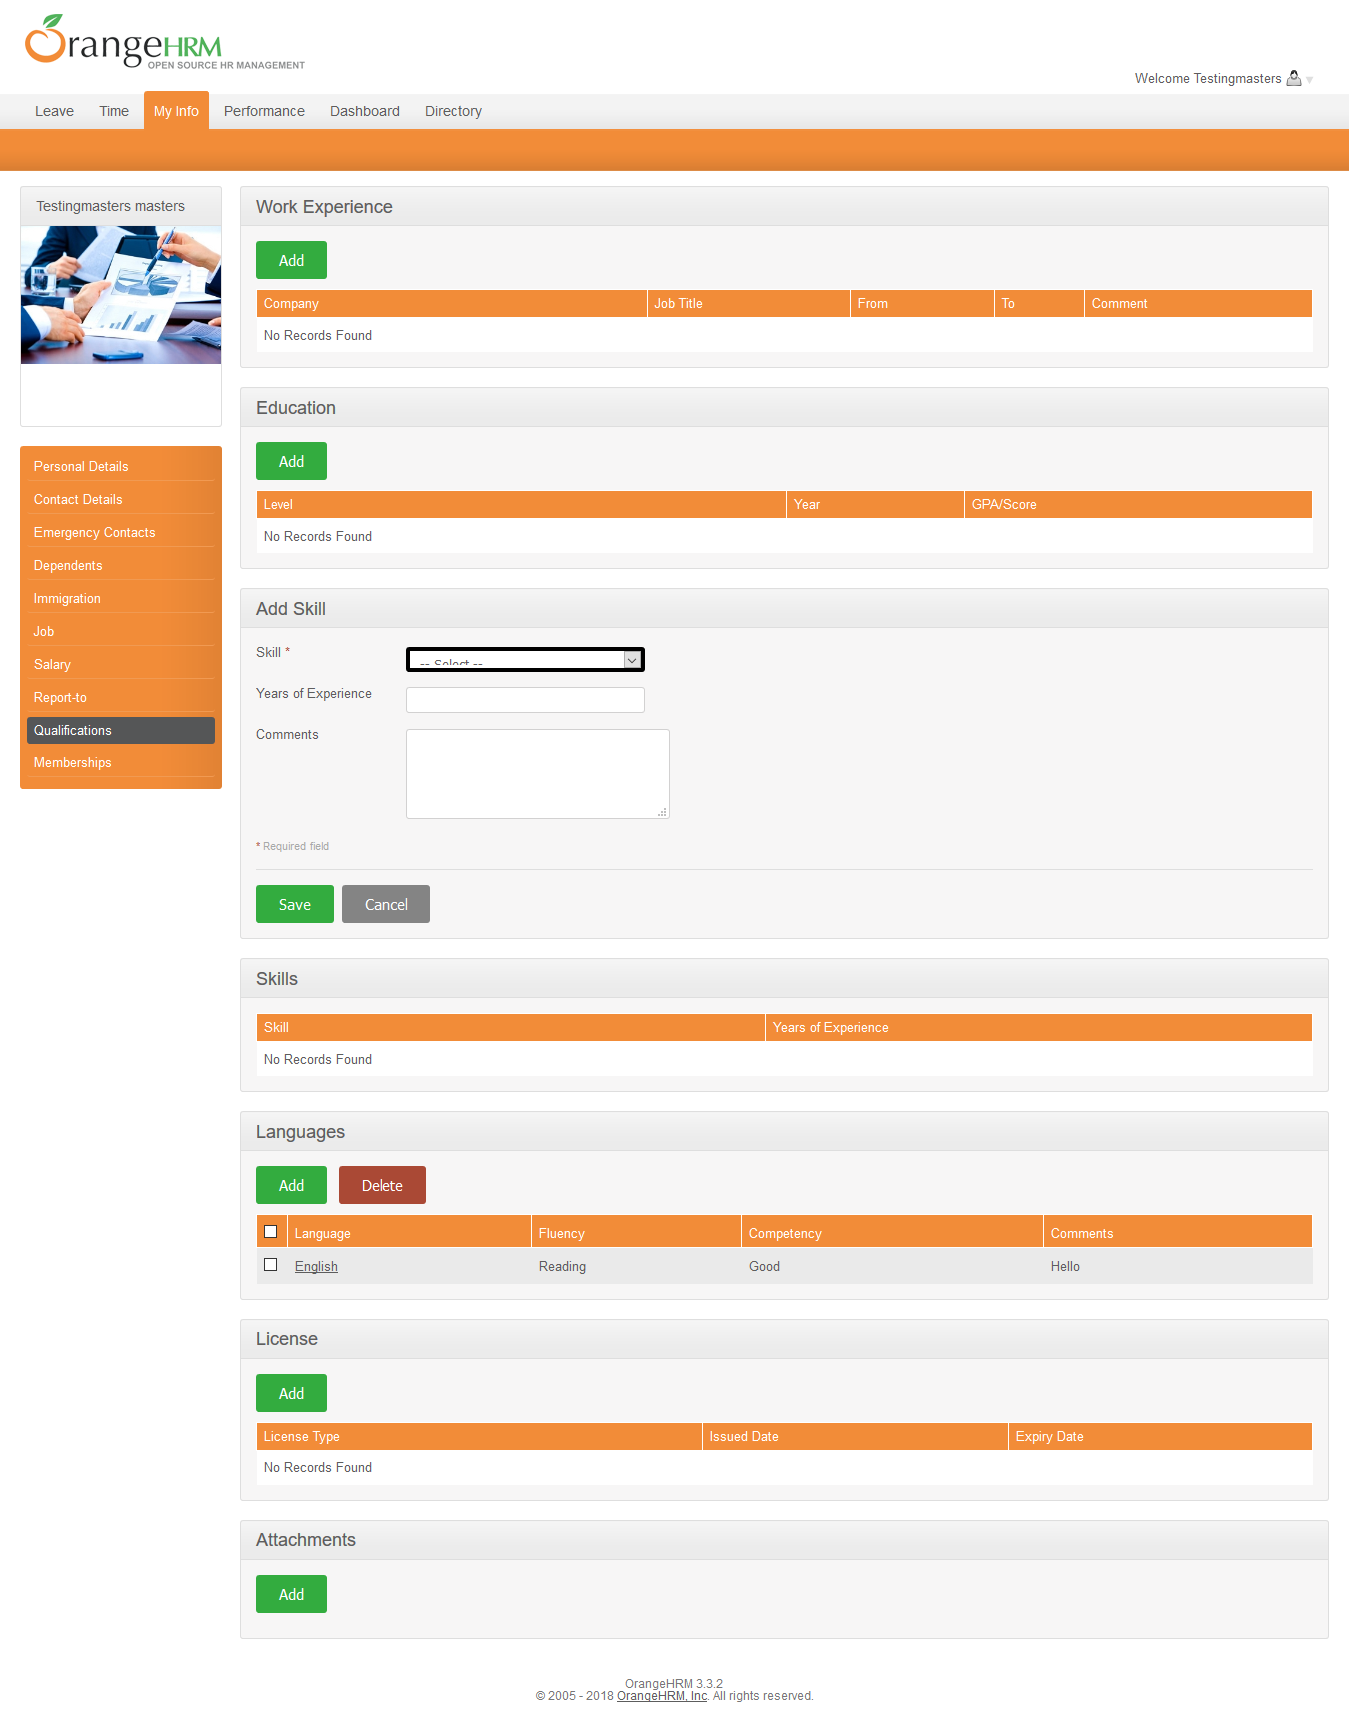 OrangeHRM
OPEN SOURCE HR MANAGEMENT
Welcome Testingmasters
Leave Time My Info Performance Dashboard Directory
Testingmasters masters
Personal Details
Contact Details
Emergency Contacts
Dependents
Immigration
Job
Salary
Report-to
Qualifications
Memberships
Work Experience
Add
Company Job Title From To Comment
No Records Found
Education
Add
Level Year GPA/Score
No Records Found
Add Skill
Skill *
-- Select --
Years of Experience
Comments
* Required field
Save Cancel
Skills
Skill Years of Experience
No Records Found
Languages
Add Delete
Language Fluency Competency Comments
English Reading Good Hello
License
Add
License Type Issued Date Expiry Date
No Records Found
Attachments
Add
OrangeHRM 3.3.2
© 2005 - 2018 OrangeHRM, Inc. All rights reserved.